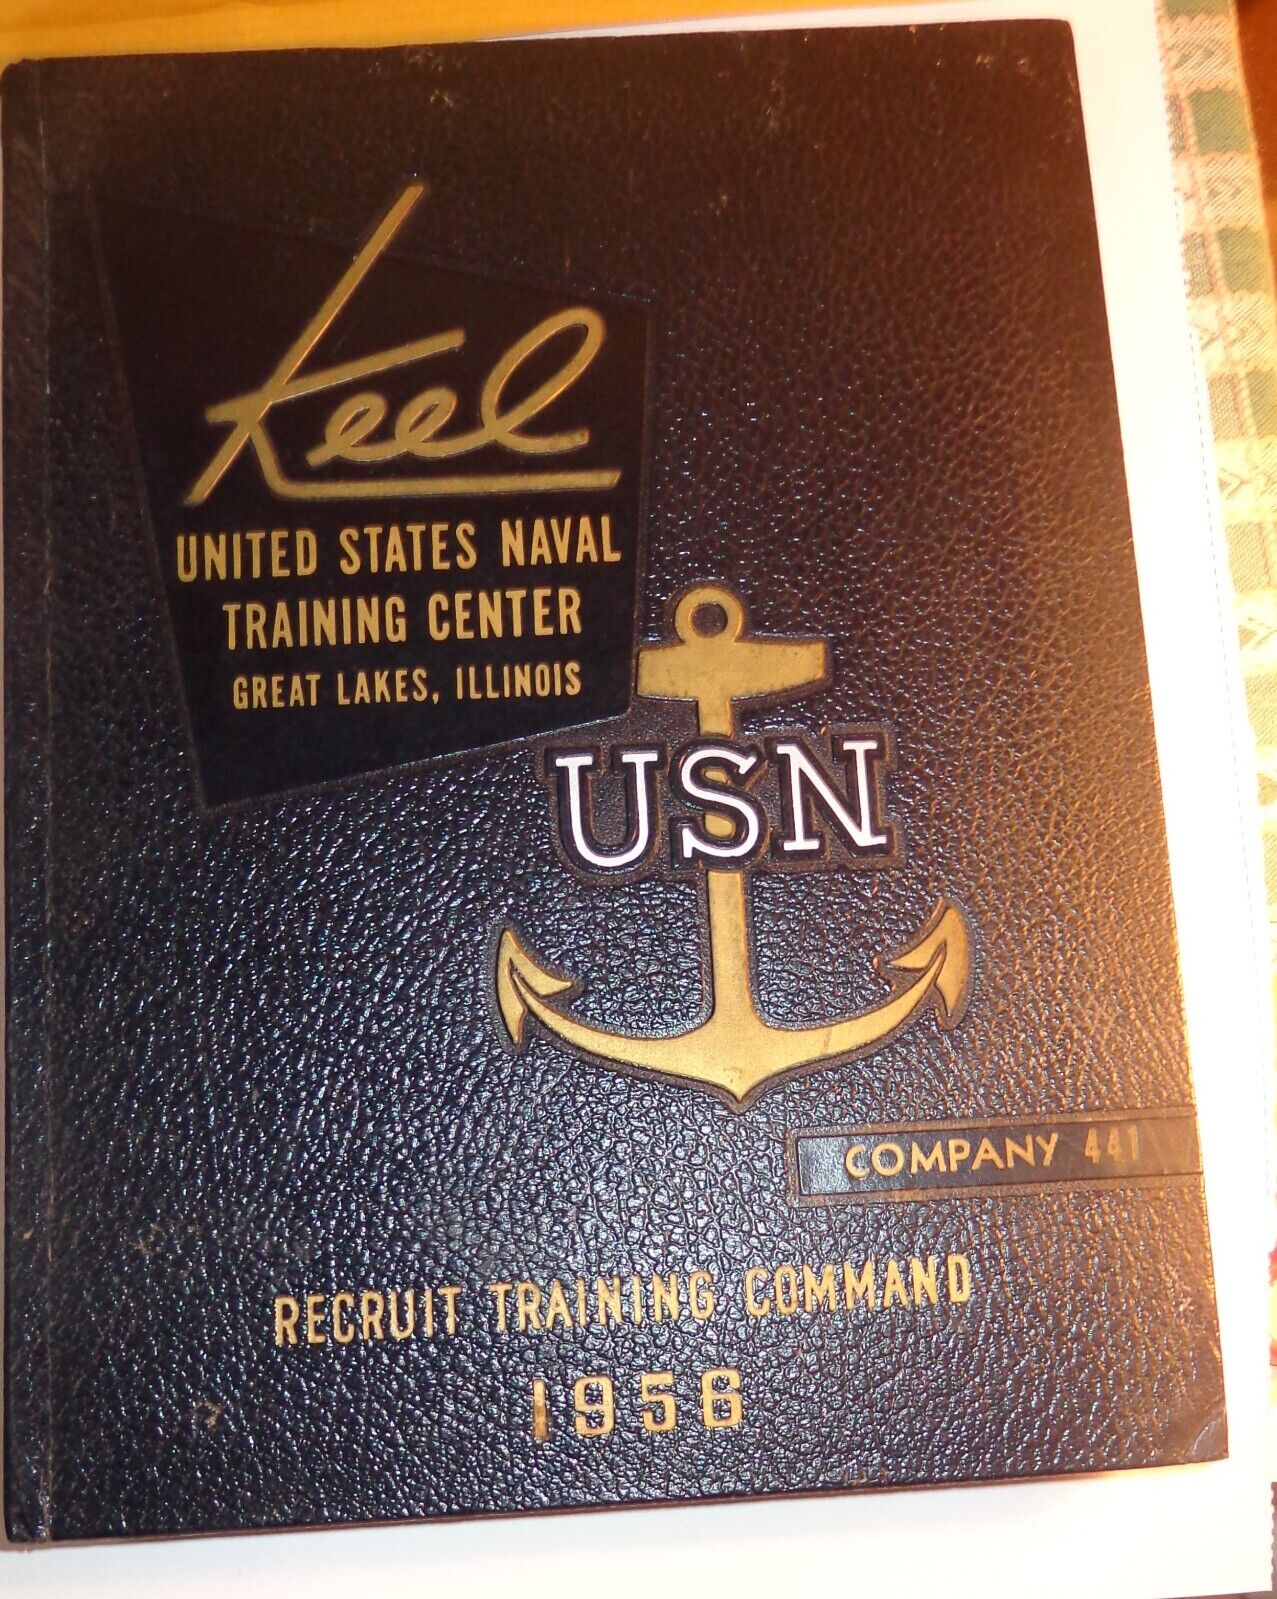 Keel
UNITED STATES NAVAL
TRAINING CENTER
GREAT LAKES, ILLINOIS
USN
COMPANY 441
RECRUIT TRAINING COMMAND
1956